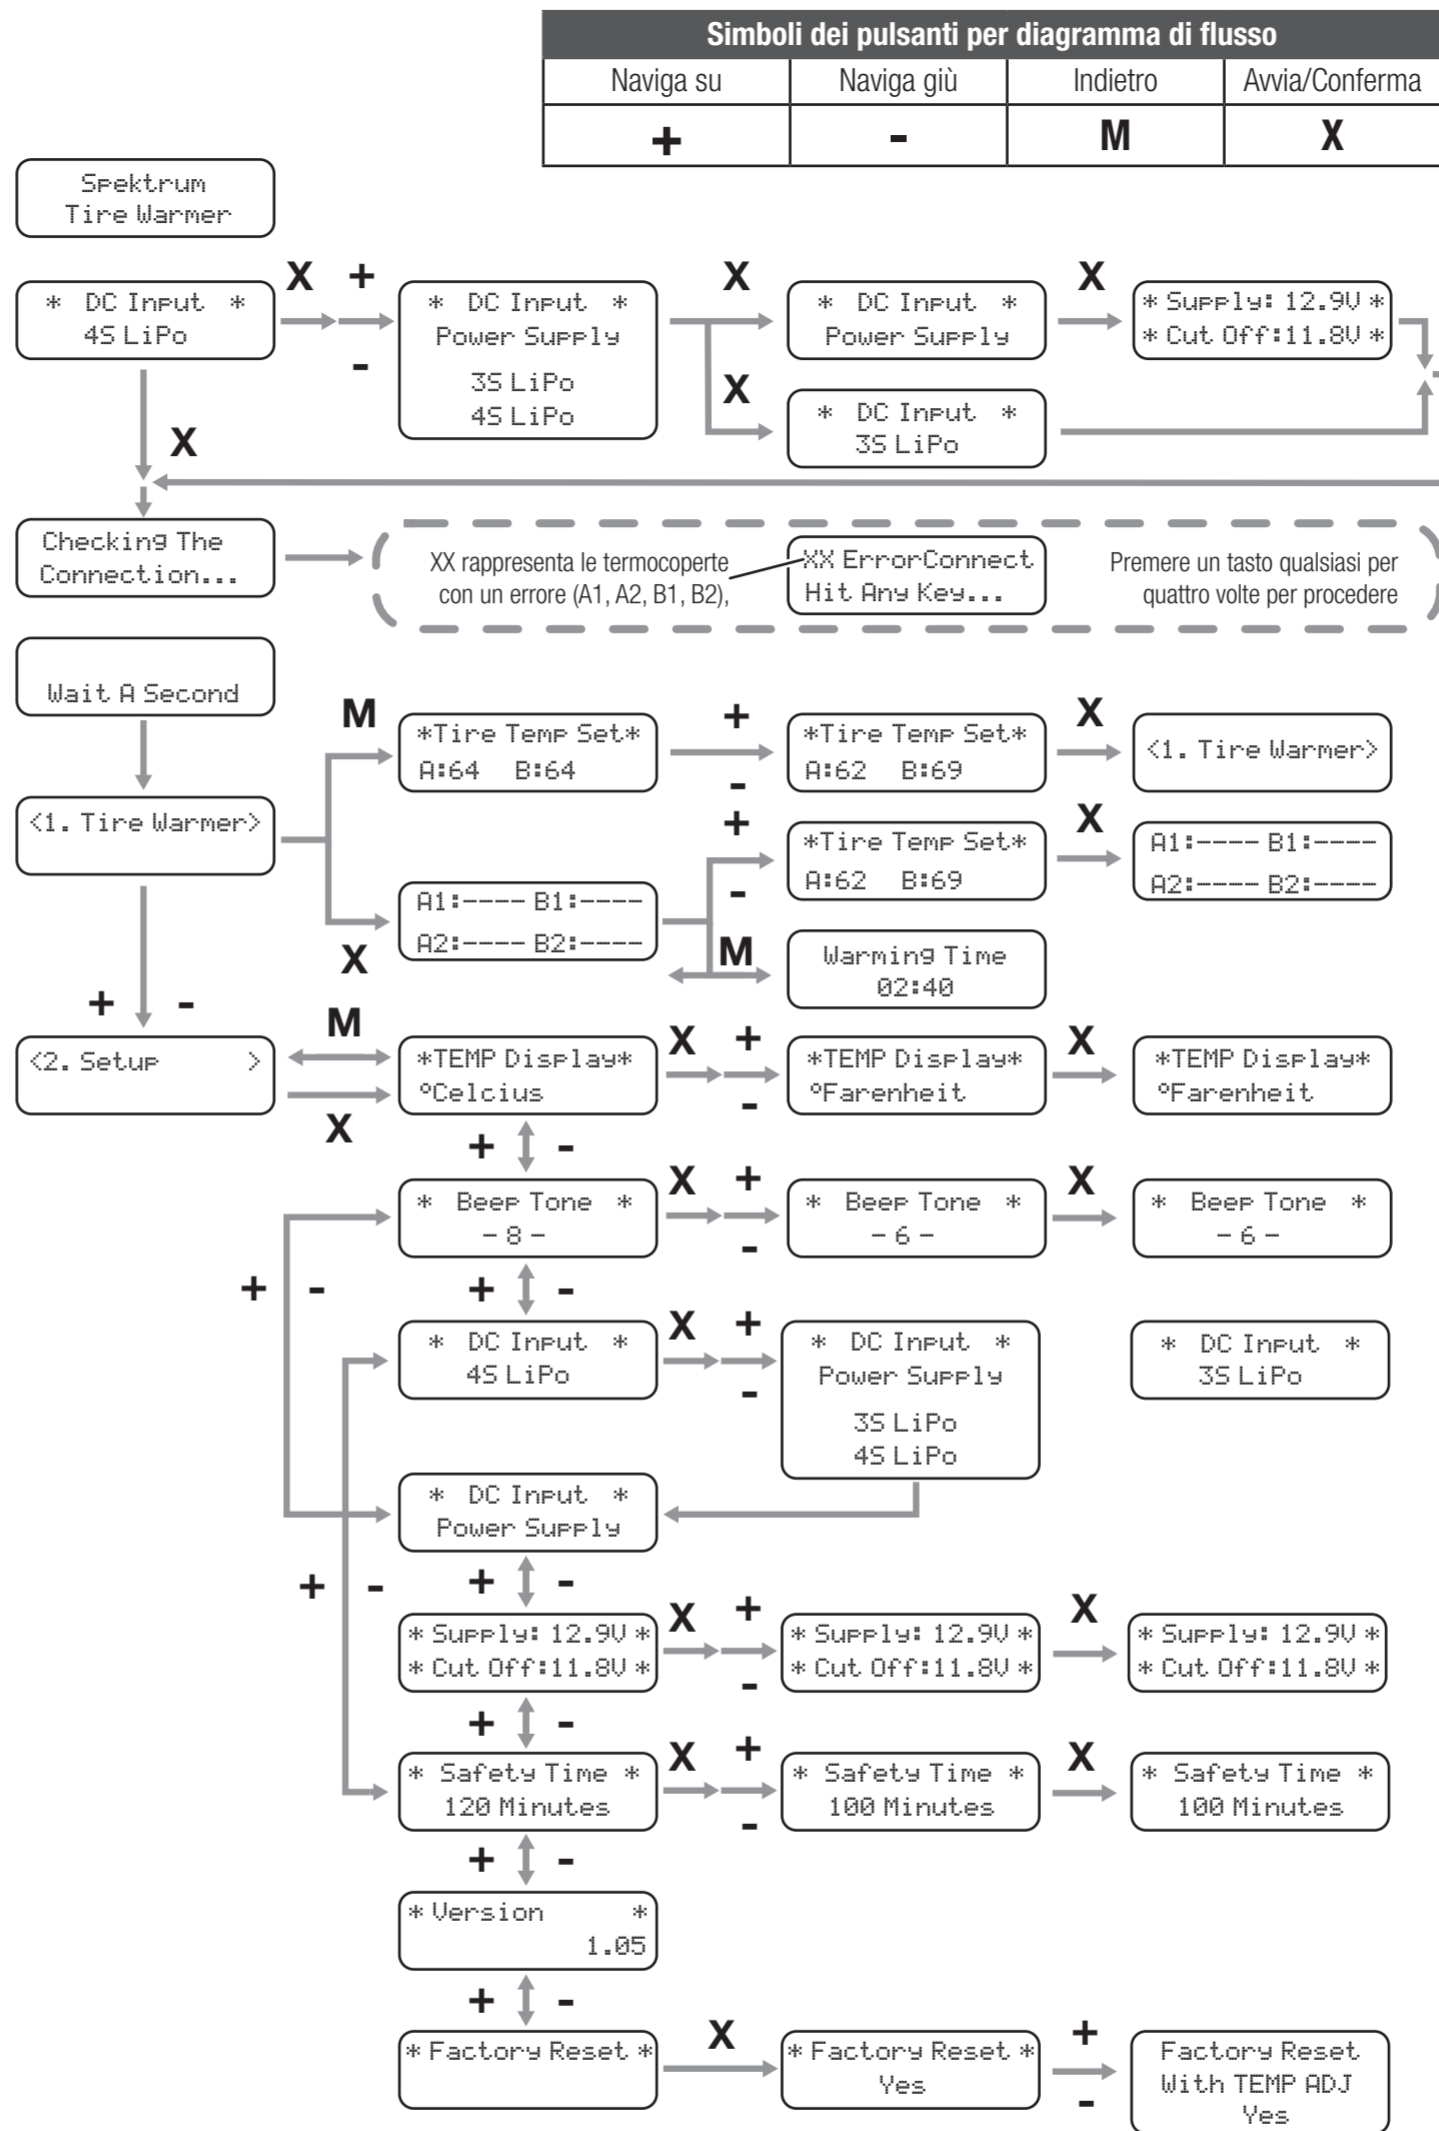 Simboli dei pulsanti per diagramma di flusso
Naviga su Naviga giù Indietro Avvia/Conferma
+ - M X
Spektrum
Tire Warmer
* DC Input *
4S LiPo
X + -
* DC Input *
Power Supply
3S LiPo
4S LiPo
X
* DC Input *
Power Supply
X
* Supply: 12.9V *
* Cut Off:11.8V *
X
* DC Input *
3S LiPo
X
Checking The
Connection...
XX rappresenta le termocoperte
con un errore (A1, A2, B1, B2),
XX ErrorConnect
Hit Any Key...
Premere un tasto qualsiasi per
quattro volte per procedere
Wait A Second
<1. Tire Warmer>
M
*Tire Temp Set*
A:64 B:64
+ -
*Tire Temp Set*
A:62 B:69
X
<1. Tire Warmer>
X
A1:---- B1:----
A2:---- B2:----
+ -
*Tire Temp Set*
A:62 B:69
X
A1:---- B1:----
A2:---- B2:----
M
Warming Time
02:40
+ -
<2. Setup >
M
X
*TEMP Display*
°Celcius
X + -
*TEMP Display*
°Farenheit
X
*TEMP Display*
°Farenheit
+ -
* Beep Tone *
- 8 -
X + -
* Beep Tone *
- 6 -
X
* Beep Tone *
- 6 -
+ -
+ -
* DC Input *
4S LiPo
X + -
* DC Input *
Power Supply
3S LiPo
4S LiPo
* DC Input *
3S LiPo
* DC Input *
Power Supply
+ -
+ -
* Supply: 12.9V *
* Cut Off:11.8V *
X + -
* Supply: 12.9V *
* Cut Off:11.8V *
X
* Supply: 12.9V *
* Cut Off:11.8V *
+ -
* Safety Time *
120 Minutes
X + -
* Safety Time *
100 Minutes
X
* Safety Time *
100 Minutes
+ -
* Version *
1.05
+ -
* Factory Reset *
X
* Factory Reset *
Yes
+ -
Factory Reset
With TEMP ADJ
Yes